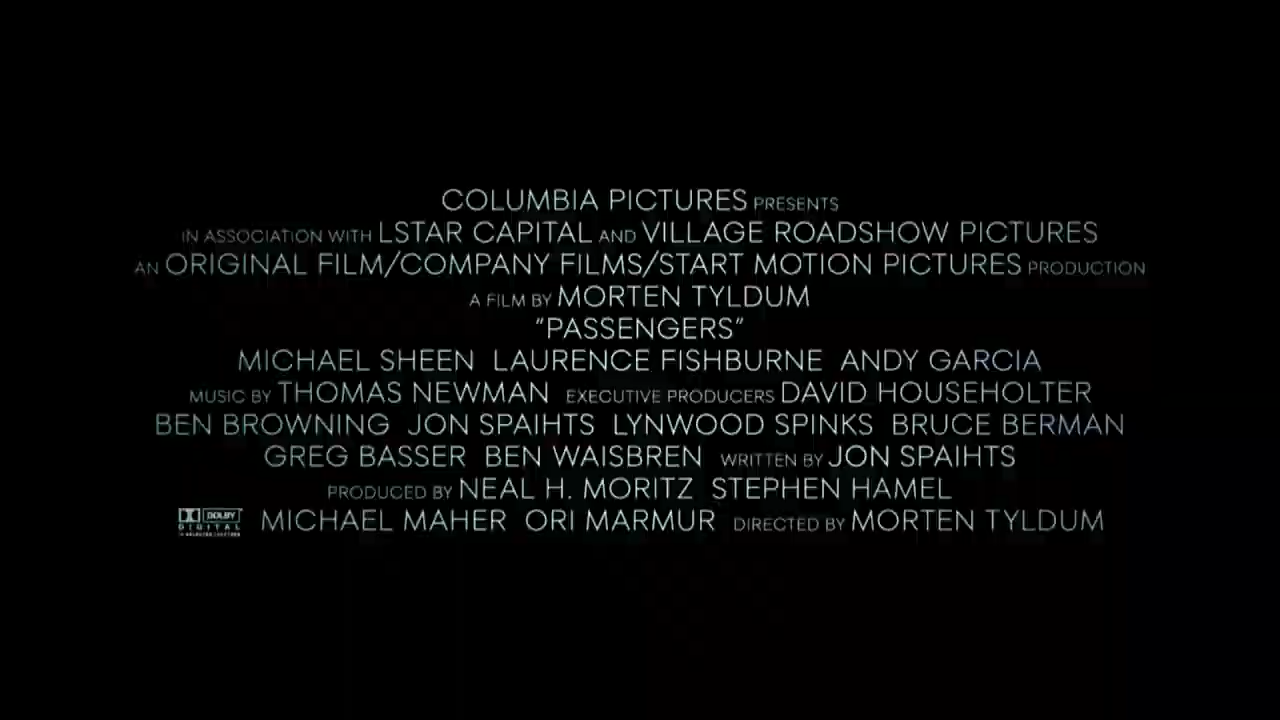 COLUMBIA PICTURES PRESENTS
IN ASSOCIATION WITH LSTAR CAPITAL AND VILLAGE ROADSHOW PICTURES
AN ORIGINAL FILM/COMPANY FILMS/START MOTION PICTURES PRODUCTION
A FILM BY MORTEN TYLDUM
“PASSENGERS”
MICHAEL SHEEN LAURENCE FISHBURNE ANDY GARCIA
MUSIC BY THOMAS NEWMAN EXECUTIVE PRODUCERS DAVID HOUSEHOLTER
BEN BROWNING JON SPAIHTS LYNWOOD SPINKS BRUCE BERMAN
GREG BASSER BEN WAISBREN WRITTEN BY JON SPAIHTS
PRODUCED BY NEAL H. MORITZ STEPHEN HAMEL
DOLBY DIGITAL MICHAEL MAHER ORI MARMUR DIRECTED BY MORTEN TYLDUM